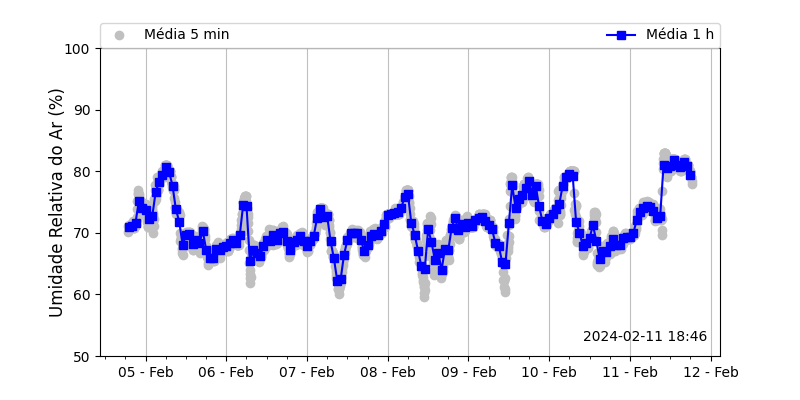 Média 5 min
Média 1 h
Umidade Relativa do Ar (%)
100
90
80
70
60
50
2024-02-11 18:46
05 - Feb
06 - Feb
07 - Feb
08 - Feb
09 - Feb
10 - Feb
11 - Feb
12 - Feb